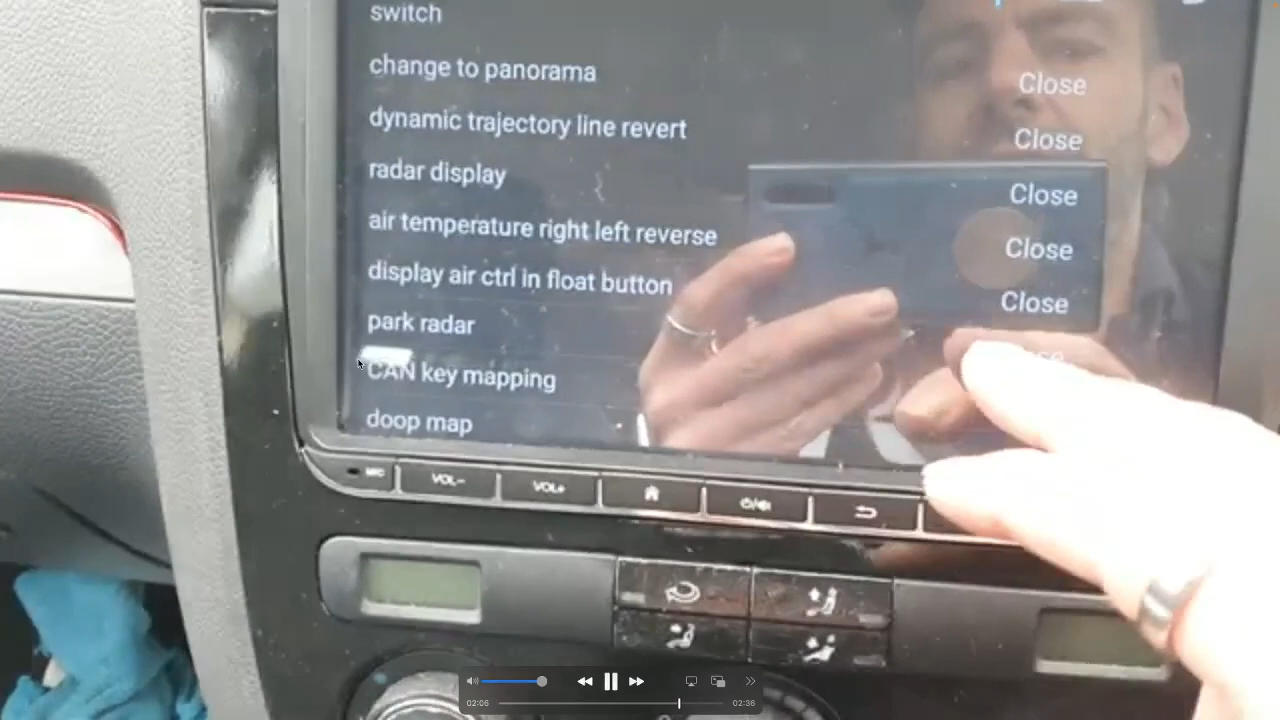 switch
change to panorama
Close
dynamic trajectory line revert
Close
radar display
Close
air temperature right left reverse
Close
display air ctrl in float button
Close
park radar
CAN key mapping
doop map
MIC
VOL-
VOL+
02:06
02:36